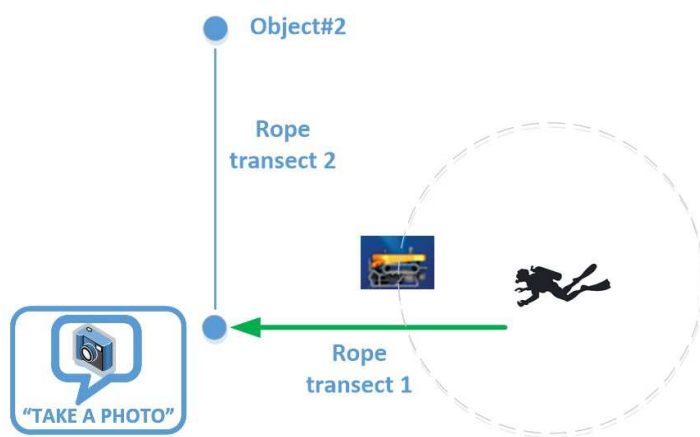 Object#2
Rope
transect 2
Rope
transect 1
“TAKE A PHOTO”